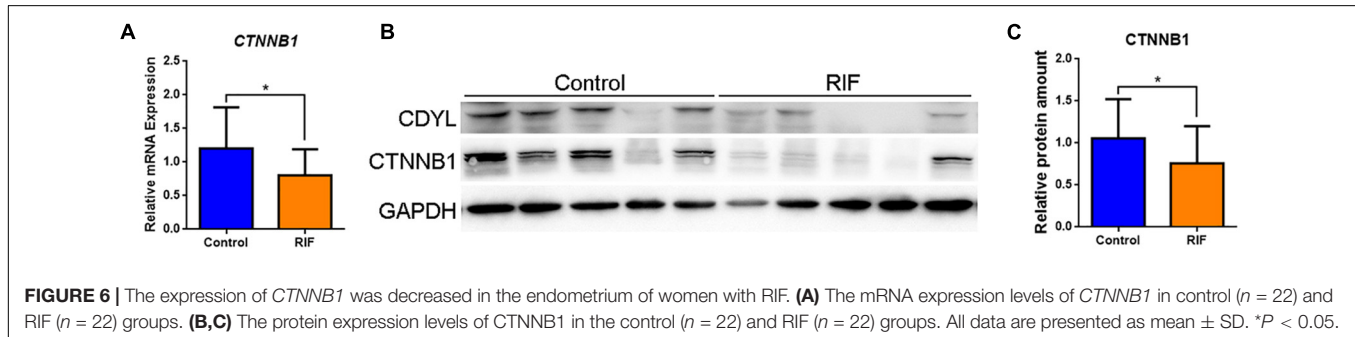 A
CTNNB1
Relative mRNA Expression
2.5
2.0
1.5
1.0
0.5
0.0
*
Control
RIF
B
Control
RIF
CDYL
CTNNB1
GAPDH
C
CTNNB1
Relative protein amount
2.0
1.5
1.0
0.5
0.0
*
Control
RIF
FIGURE 6 | The expression of CTNNB1 was decreased in the endometrium of women with RIF. (A) The mRNA expression levels of CTNNB1 in control (n = 22) and
RIF (n = 22) groups. (B,C) The protein expression levels of CTNNB1 in the control (n = 22) and RIF (n = 22) groups. All data are presented as mean ± SD. *P < 0.05.